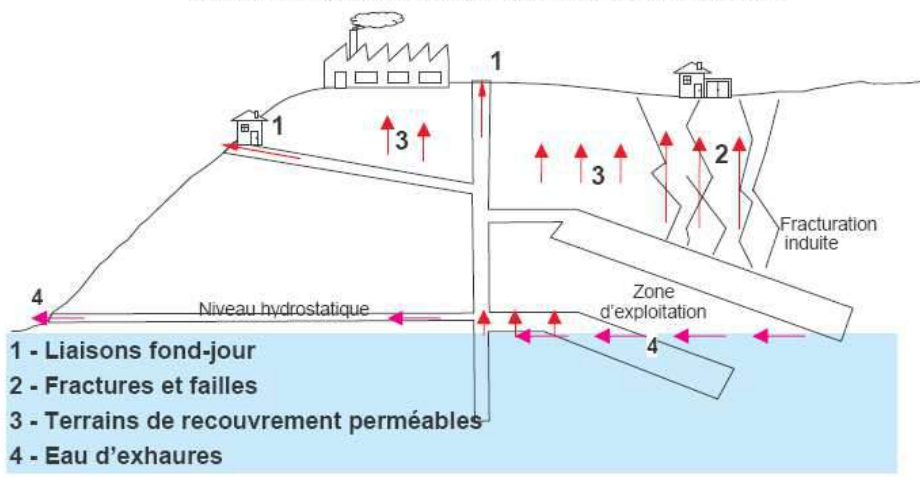 1
1
3
2
3
Fracturation
induite
4
Niveau hydrostatique
Zone
d'exploitation
4
1 - Liaisons fond-jour
2 - Fractures et failles
3 - Terrains de recouvrement perméables
4 - Eau d'exhaures